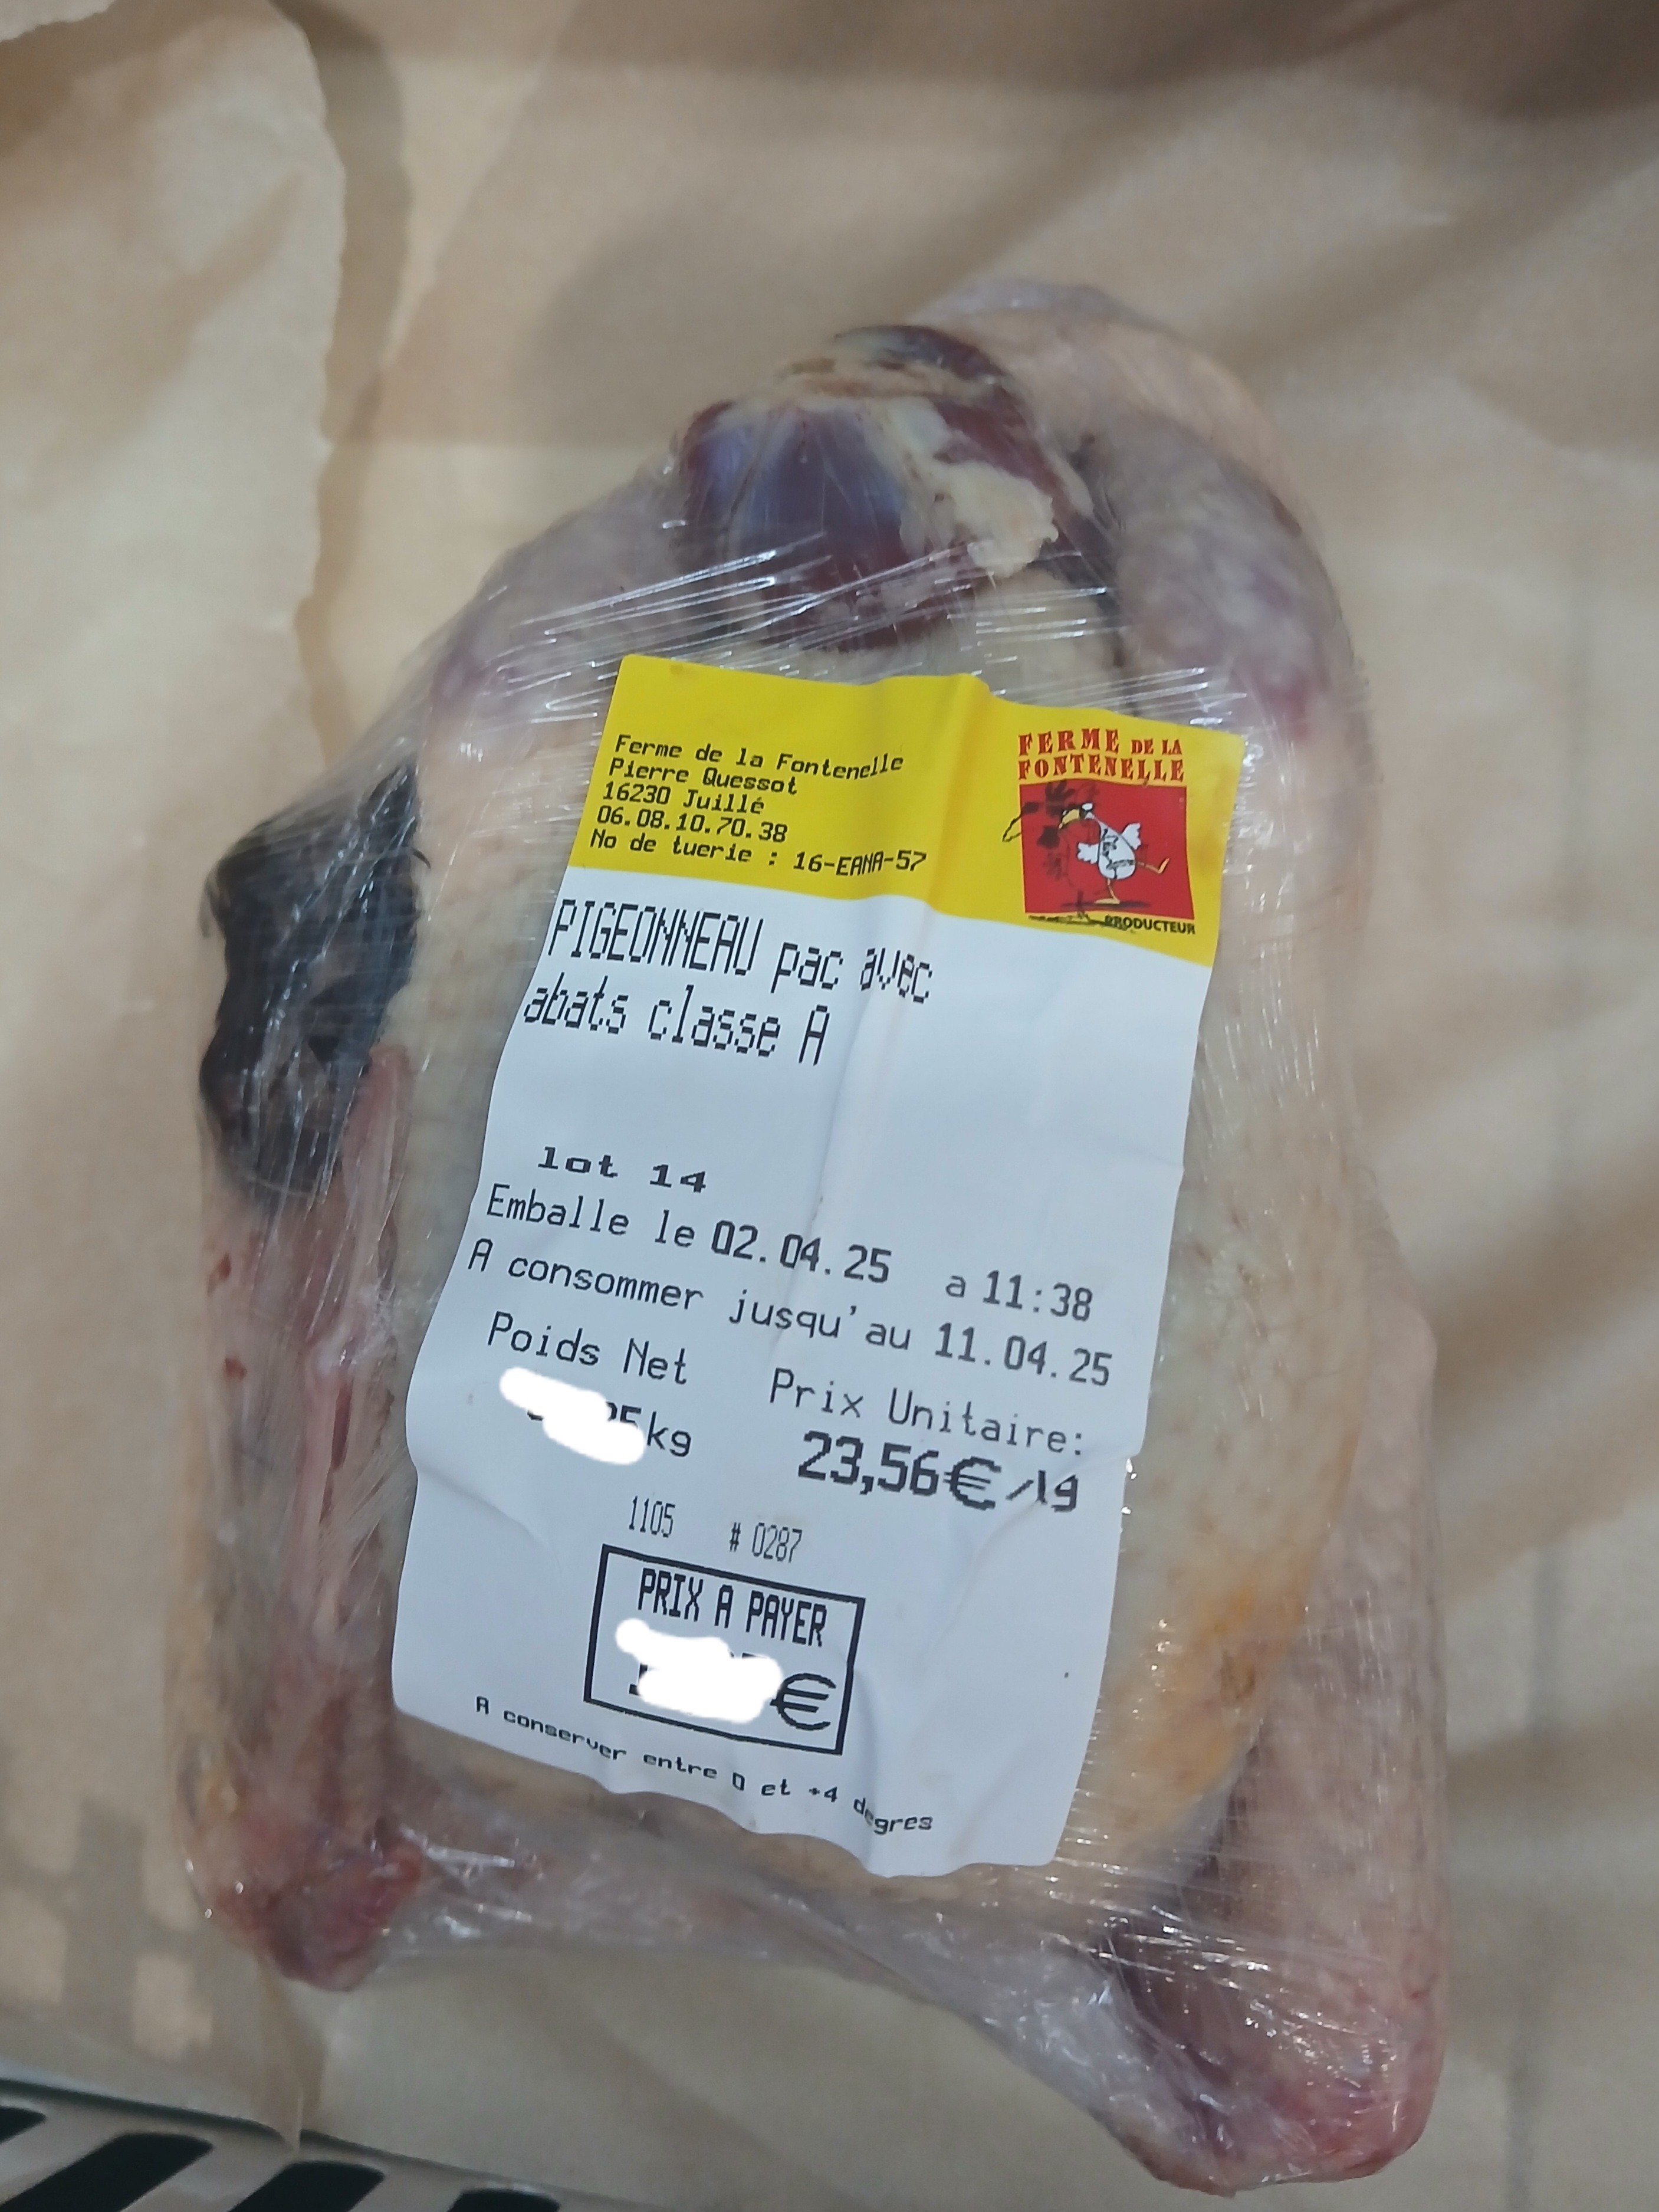 Ferme de la Fontenelle
Pierre Quessot
16230 Juillé
06.08.10.70.38
No de tuerie : 16-EANA-57
FERME DE LA
FONTENELLE
PRODUCTEUR
PIGEONNEAU pac avec
abats classe A
lot 14
Emballe le 02.04.25 a 11:38
A consommer jusqu'au 11.04.25
Poids Net
Prix Unitaire:
kg
23,56€
1105 # 0287
PRIX A PAYER
€
A conserver entre 0 et +4 degres